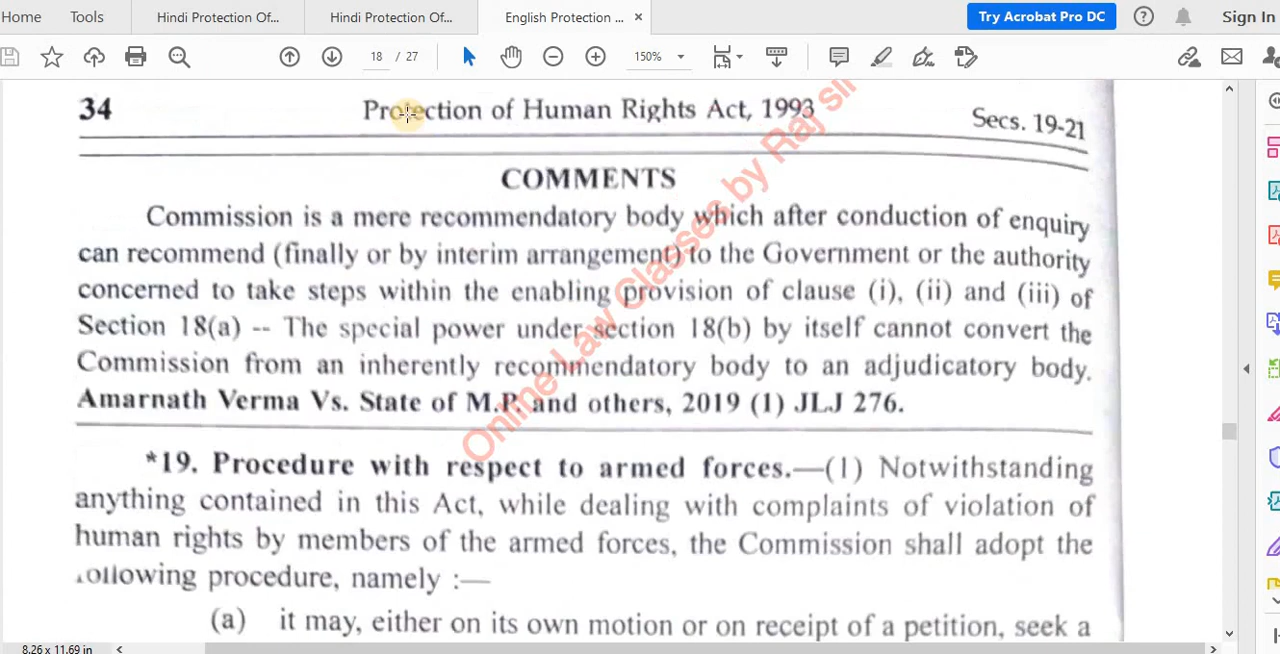 Home Tools Hindi Protection Of... Hindi Protection Of... English Protection ... × Try Acrobat Pro DC ? Sign In
18 / 27 150%
34 Protection of Human Rights Act, 1993 Secs. 19-21
COMMENTS
Commission is a mere recommendatory body which after conduction of enquiry
can recommend (finally or by interim arrangement) to the Government or the authority
concerned to take steps within the enabling provision of clause (i), (ii) and (iii) of
Section 18(a) -- The special power under section 18(b) by itself cannot convert the
Commission from an inherently recommendatory body to an adjudicatory body.
Amarnath Verma Vs. State of M.P. and others, 2019 (1) JLJ 276.
*19. Procedure with respect to armed forces.—(1) Notwithstanding
anything contained in this Act, while dealing with complaints of violation of
human rights by members of the armed forces, the Commission shall adopt the
following procedure, namely :—
(a) it may, either on its own motion or on receipt of a petition, seek a
Online Law Classes by Raj sir
8.26 x 11.69 in